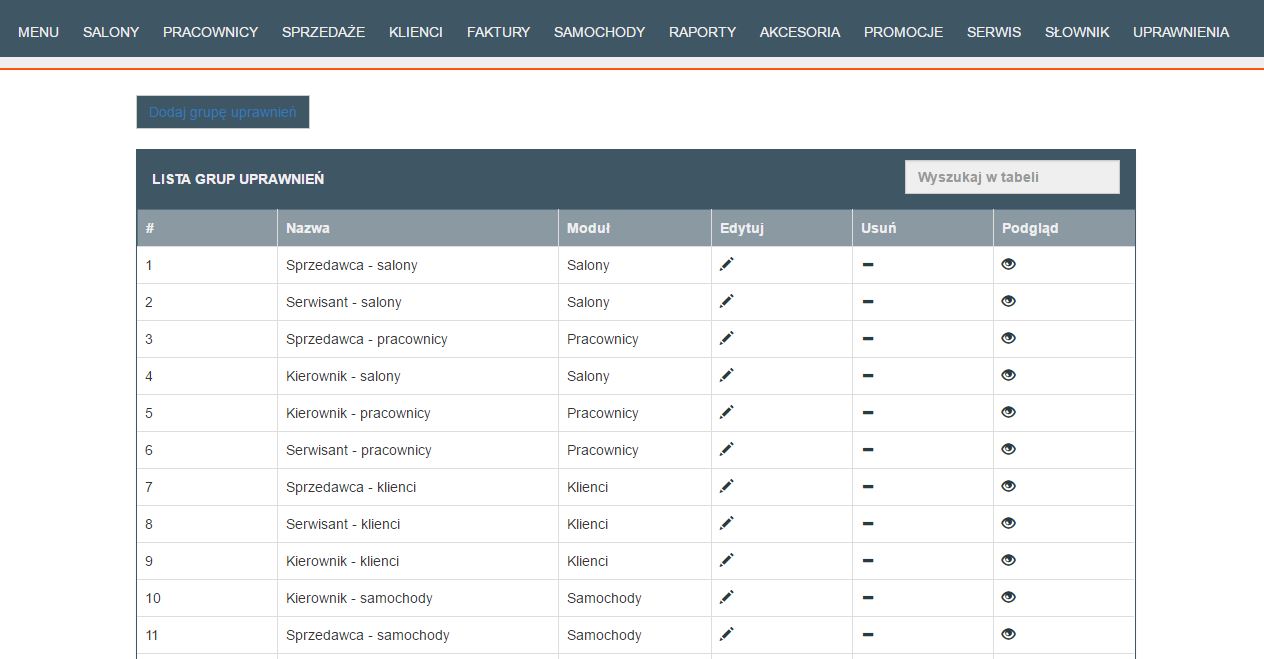 MENU SALONY PRACOWNICY SPRZEDAŻE KLIENCI FAKTURY SAMOCHODY RAPORTY AKCESORIA PROMOCJE SERWIS SŁOWNIK UPRAWNIENIA
Dodaj grupę uprawnień
LISTA GRUP UPRAWNIEŃ Wyszukaj w tabeli
# Nazwa Moduł Edytuj Usuń Podgląd
1 Sprzedawca - salony Salony
2 Serwisant - salony Salony
3 Sprzedawca - pracownicy Pracownicy
4 Kierownik - salony Salony
5 Kierownik - pracownicy Pracownicy
6 Serwisant - pracownicy Pracownicy
7 Sprzedawca - klienci Klienci
8 Serwisant - klienci Klienci
9 Kierownik - klienci Klienci
10 Kierownik - samochody Samochody
11 Sprzedawca - samochody Samochody